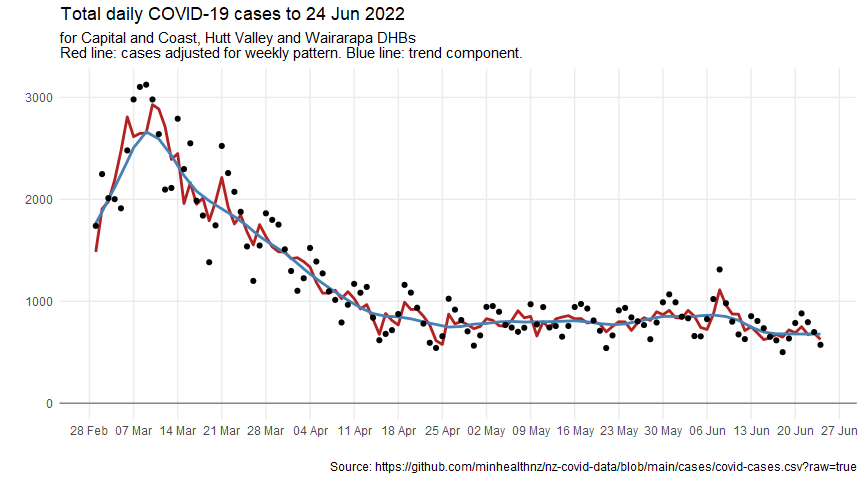 Total daily COVID-19 cases to 24 Jun 2022
for Capital and Coast, Hutt Valley and Wairarapa DHBs
Red line: cases adjusted for weekly pattern. Blue line: trend component.
3000
2000
1000
0
28 Feb 07 Mar 14 Mar 21 Mar 28 Mar 04 Apr 11 Apr 18 Apr 25 Apr 02 May 09 May 16 May 23 May 30 May 06 Jun 13 Jun 20 Jun 27 Jun
Source: https://github.com/minhealthnz/nz-covid-data/blob/main/cases/covid-cases.csv?raw=true